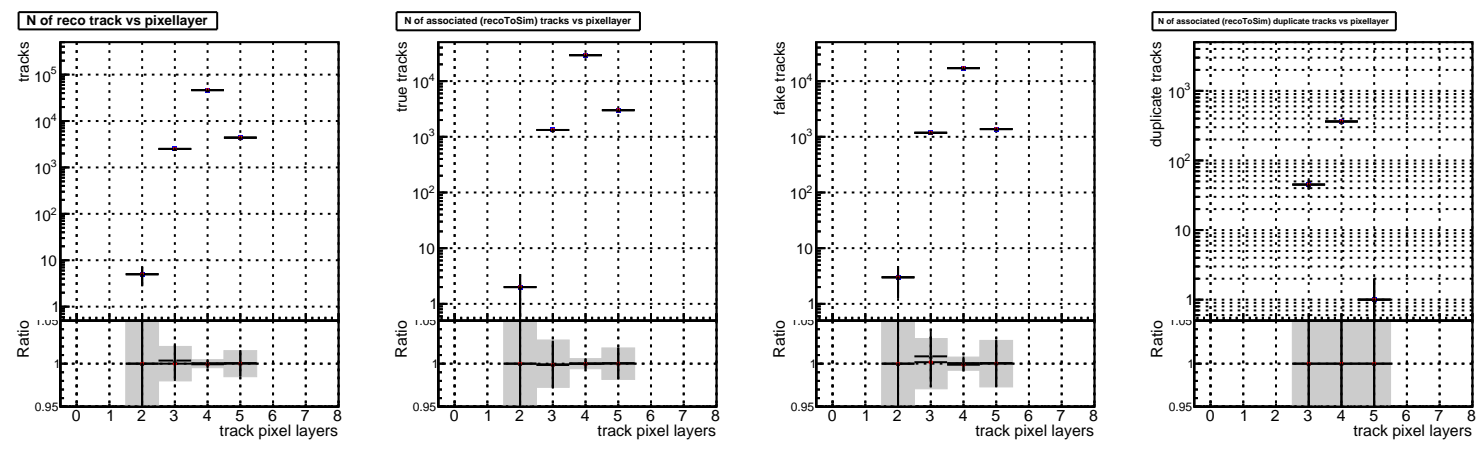 N of reco track vs pixellayer
tracks
10^5
10^4
10^3
10^2
10
1
Ratio
1.05
1
0.95
0 1 2 3 4 5 6 7 8
track pixel layers
N of associated (recoToSim) tracks vs pixellayer
true tracks
10^4
10^3
10^2
10
1
Ratio
1.05
1
0.95
0 1 2 3 4 5 6 7 8
track pixel layers
fake tracks
10^4
10^3
10^2
10
1
Ratio
1.05
1
0.95
0 1 2 3 4 5 6 7 8
track pixel layers
N of associated (recoToSim) duplicate tracks vs pixellayer
duplicate tracks
10^3
10^2
10
1
Ratio
1.05
1
0.95
0 1 2 3 4 5 6 7 8
track pixel layers